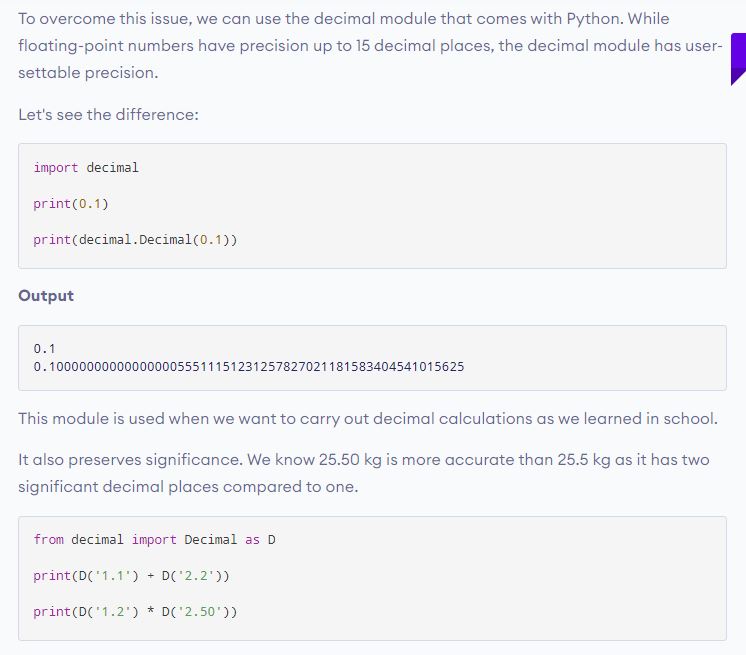 To overcome this issue, we can use the decimal module that comes with Python. While
floating-point numbers have precision up to 15 decimal places, the decimal module has user-
settable precision.
Let's see the difference:
import decimal
print(0.1)
print(decimal.Decimal(0.1))
Output
0.1
0.1000000000000000055511151231257827021181583404541015625
This module is used when we want to carry out decimal calculations as we learned in school.
It also preserves significance. We know 25.50 kg is more accurate than 25.5 kg as it has two
significant decimal places compared to one.
from decimal import Decimal as D
print(D('1.1') + D('2.2'))
print(D('1.2') * D('2.50'))